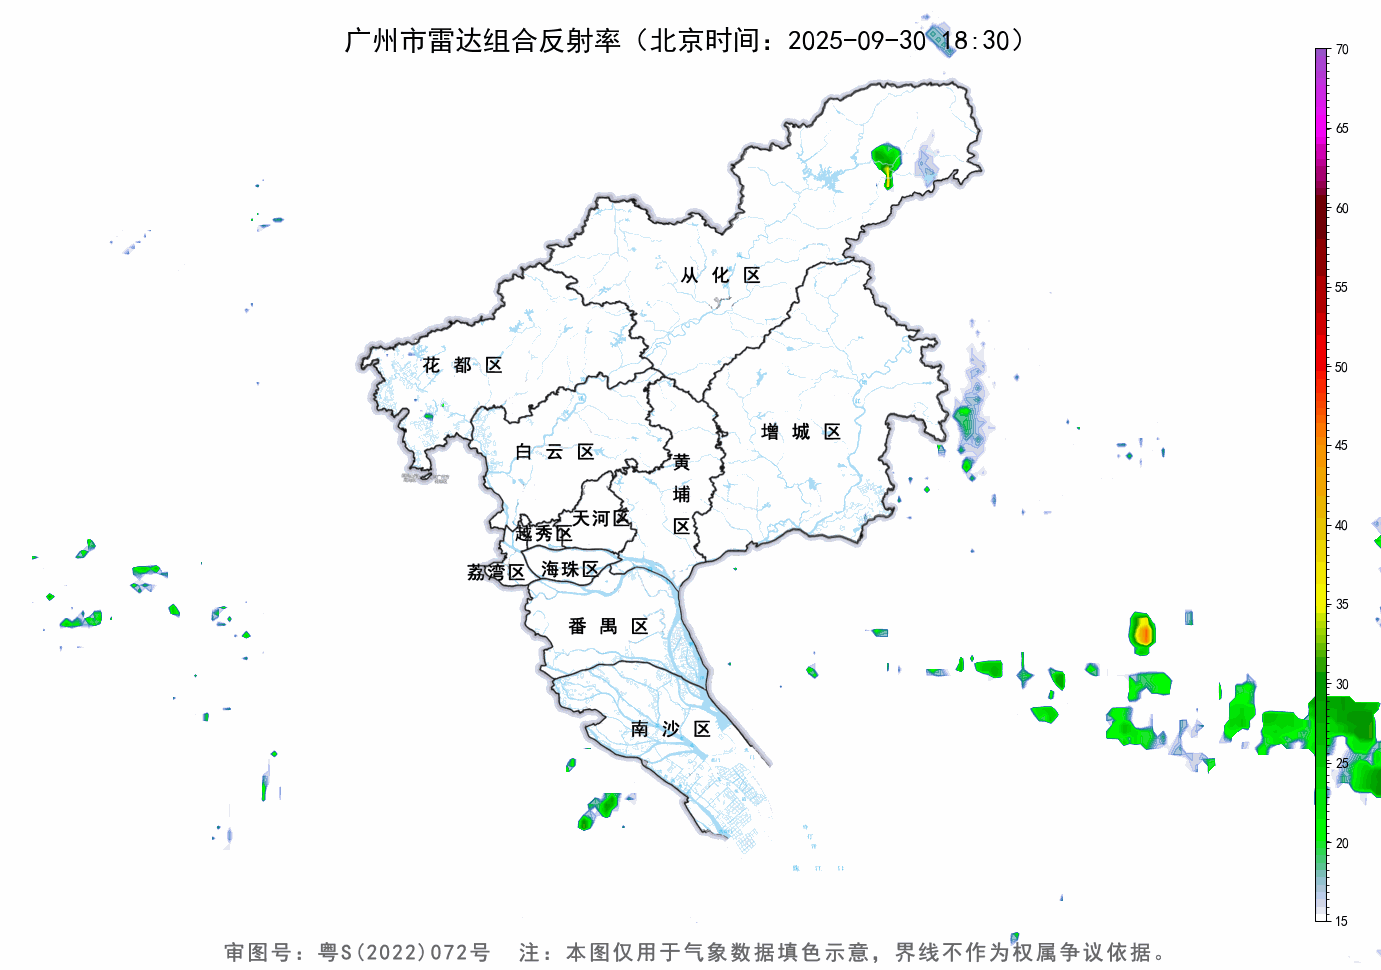 广州市雷达组合反射率（北京时间：2025-09-30 18:30）
70
65
60
55
50
45
40
35
30
25
20
15
从化区
花都区
增城区
白云区
黄埔区
天河区
越秀区
荔湾区
海珠区
番禺区
南沙区
审图号：粤S(2022)072号 注：本图仅用于气象数据填色示意，界线不作为权属争议依据。